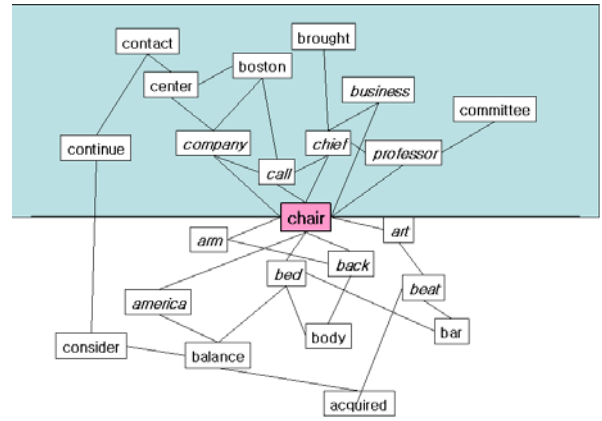 brought
contact
boston
center
business
committee
company
chief
continue
professor
call
chair
arm
art
back
bed
america
beat
bar
body
consider
balance
acquired